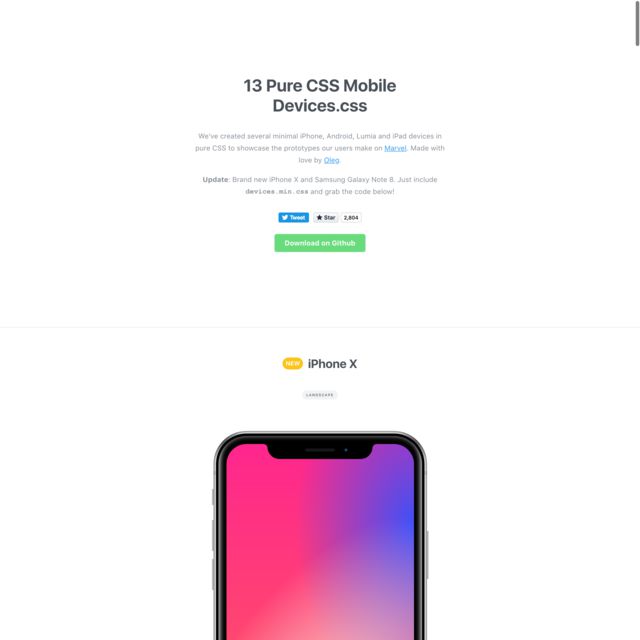 13 Pure CSS Mobile
Devices.css
We've created several minimal iPhone, Android, Lumia and iPad devices in
pure CSS to showcase the prototypes our users make on Marvel. Made with
love by Oleg.
Update: Brand new iPhone X and Samsung Galaxy Note 8. Just include
devices.min.css and grab the code below!
Tweet Star 2,804
Download on Github
NEW iPhone X
LANDSCAPE